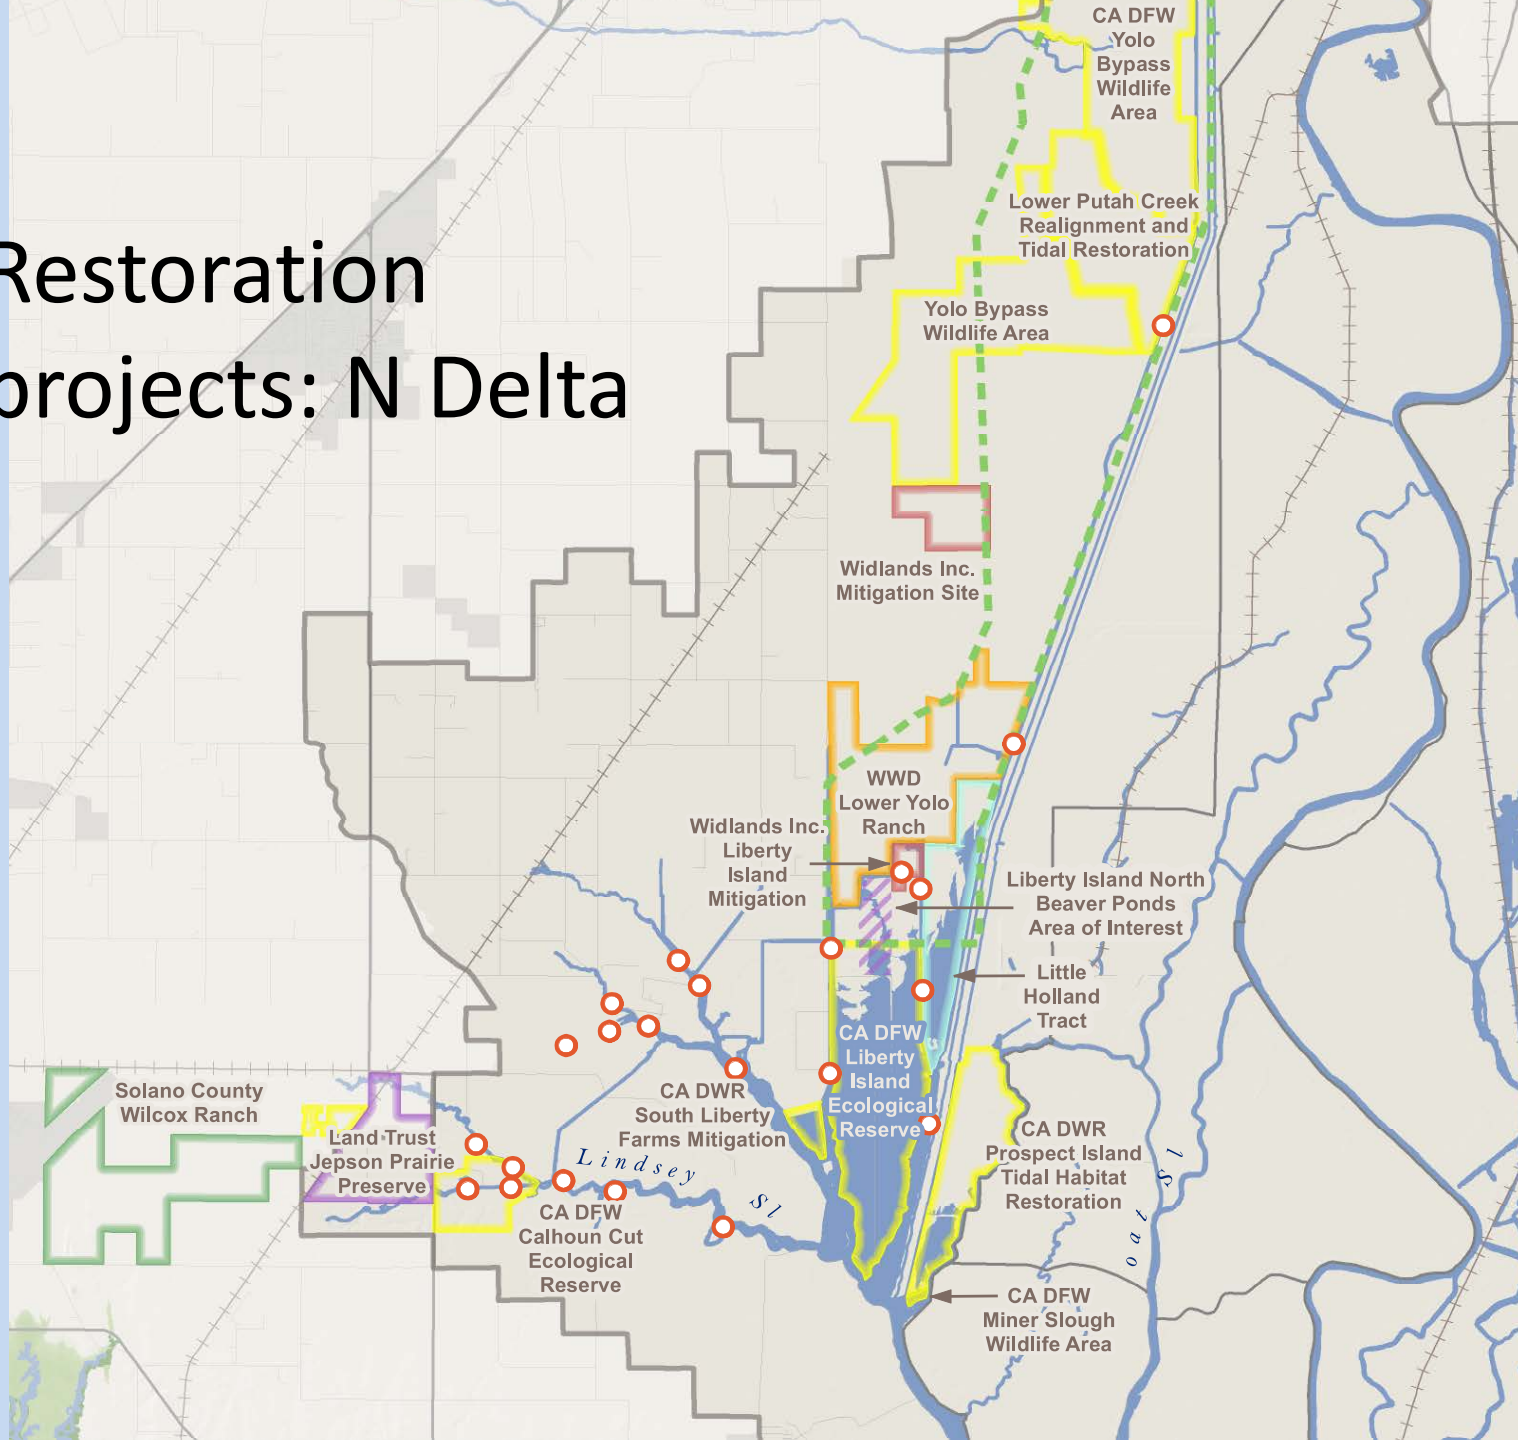 CA DFW
Yolo
Bypass
Wildlife
Area
Lower Putah Creek
Realignment and
Tidal Restoration
Restoration
projects: N Delta
Yolo Bypass
Wildlife Area
Widlands Inc.
Mitigation Site
WWD
Lower Yolo
Ranch
Widlands Inc.
Liberty
Island
Mitigation
Liberty Island North
Beaver Ponds
Area of Interest
Little
Holland
Tract
CA DFW
Liberty
Island
Ecological
Reserve
Solano County
Wilcox Ranch
CA DWR
South Liberty
Farms Mitigation
Land Trust
Jepson Prairie
Preserve
Lindsey Sl
CA DWR
Prospect Island
Tidal Habitat
Restoration
oat Sl
CA DFW
Calhoun Cut
Ecological
Reserve
CA DFW
Miner Slough
Wildlife Area